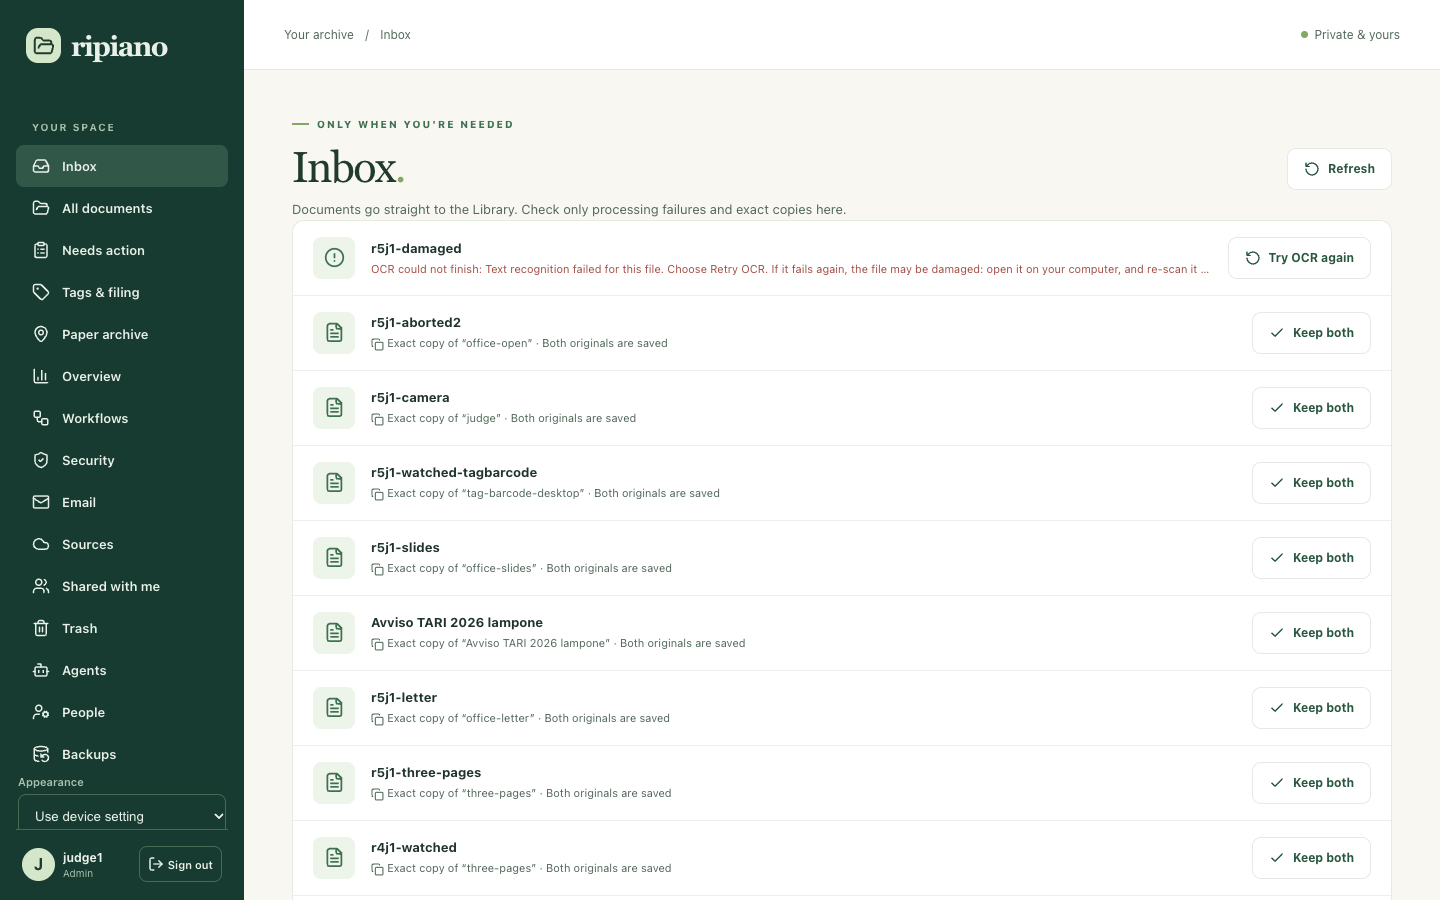 ripiano
YOUR SPACE
Inbox
All documents
Needs action
Tags & filing
Paper archive
Overview
Workflows
Security
Email
Sources
Shared with me
Trash
Agents
People
Backups
Appearance
Use device setting
J
judge1
Admin
Sign out
Your archive / Inbox
Private & yours
ONLY WHEN YOU'RE NEEDED
Inbox.
Refresh
Documents go straight to the Library. Check only processing failures and exact copies here.
r5j1-damaged
OCR could not finish: Text recognition failed for this file. Choose Retry OCR. If it fails again, the file may be damaged: open it on your computer, and re-scan it ...
Try OCR again
r5j1-aborted2
Exact copy of “office-open” · Both originals are saved
Keep both
r5j1-camera
Exact copy of “judge” · Both originals are saved
Keep both
r5j1-watched-tagbarcode
Exact copy of “tag-barcode-desktop” · Both originals are saved
Keep both
r5j1-slides
Exact copy of “office-slides” · Both originals are saved
Keep both
Avviso TARI 2026 lampone
Exact copy of “Avviso TARI 2026 lampone” · Both originals are saved
Keep both
r5j1-letter
Exact copy of “office-letter” · Both originals are saved
Keep both
r5j1-three-pages
Exact copy of “three-pages” · Both originals are saved
Keep both
r4j1-watched
Exact copy of “three-pages” · Both originals are saved
Keep both